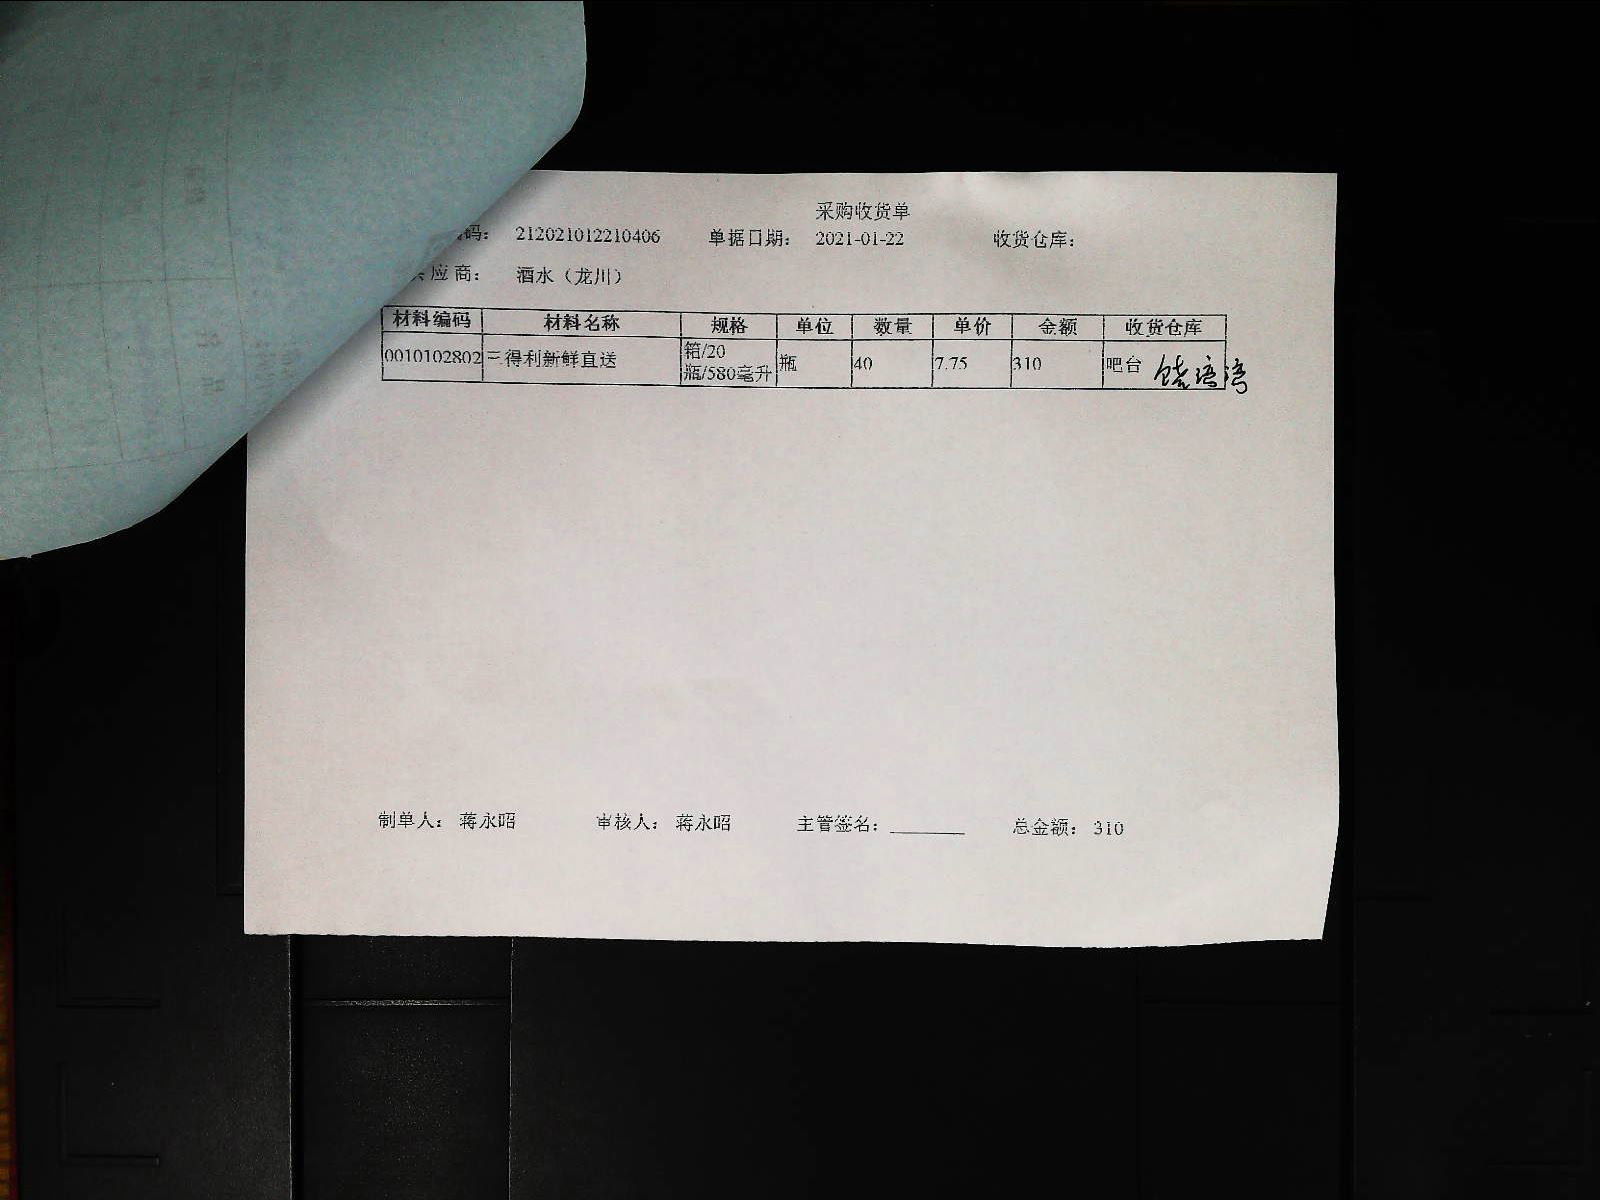 采购收货单
码： 212021012210406 单据日期： 2021-01-22 收货仓库：
应商： 酒水（龙川）
材料编码 材料名称 规格 单位 数量 单价 金额 收货仓库
0010102802 三得利新鲜直送 箱/20瓶/580毫升 瓶 40 7.75 310 吧台
制单人： 蒋永昭 审核人： 蒋永昭 主管签名： 总金额： 310